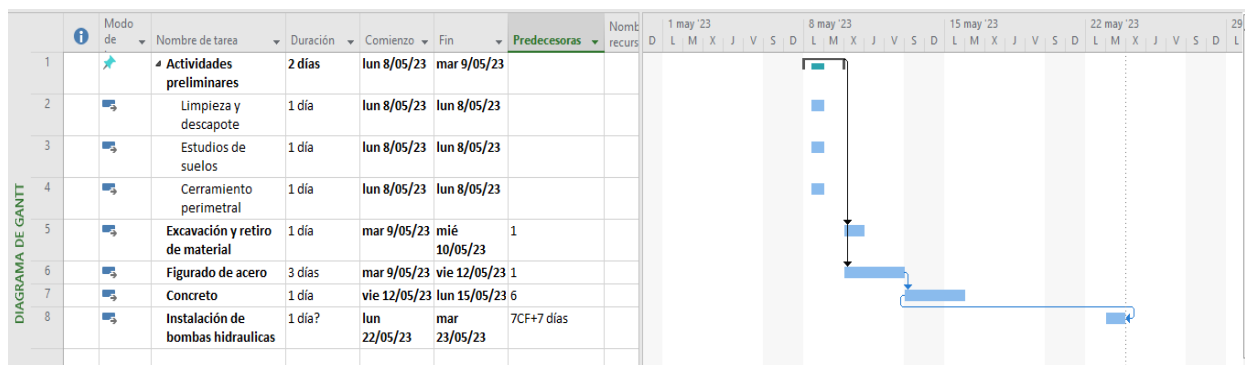 Modo de
Nombre de tarea
Duración
Comienzo
Fin
Predecesoras
Nomb
recurs
1 may '23
8 may '23
15 may '23
22 may '23
29
D L M X J V S D L M X J V S D L M X J V S D L M X J V S D L
DIAGRAMA DE GANTT
1 Actividades preliminares 2 días lun 8/05/23 mar 9/05/23
2 Limpieza y descapote 1 día lun 8/05/23 lun 8/05/23
3 Estudios de suelos 1 día lun 8/05/23 lun 8/05/23
4 Cerramiento perimetral 1 día lun 8/05/23 lun 8/05/23
5 Excavación y retiro de material 1 día mar 9/05/23 mié 10/05/23 1
6 Figurado de acero 3 días mar 9/05/23 vie 12/05/23 1
7 Concreto 1 día vie 12/05/23 lun 15/05/23 6
8 Instalación de bombas hidraulicas 1 día? lun 22/05/23 mar 23/05/23 7CF+7 días